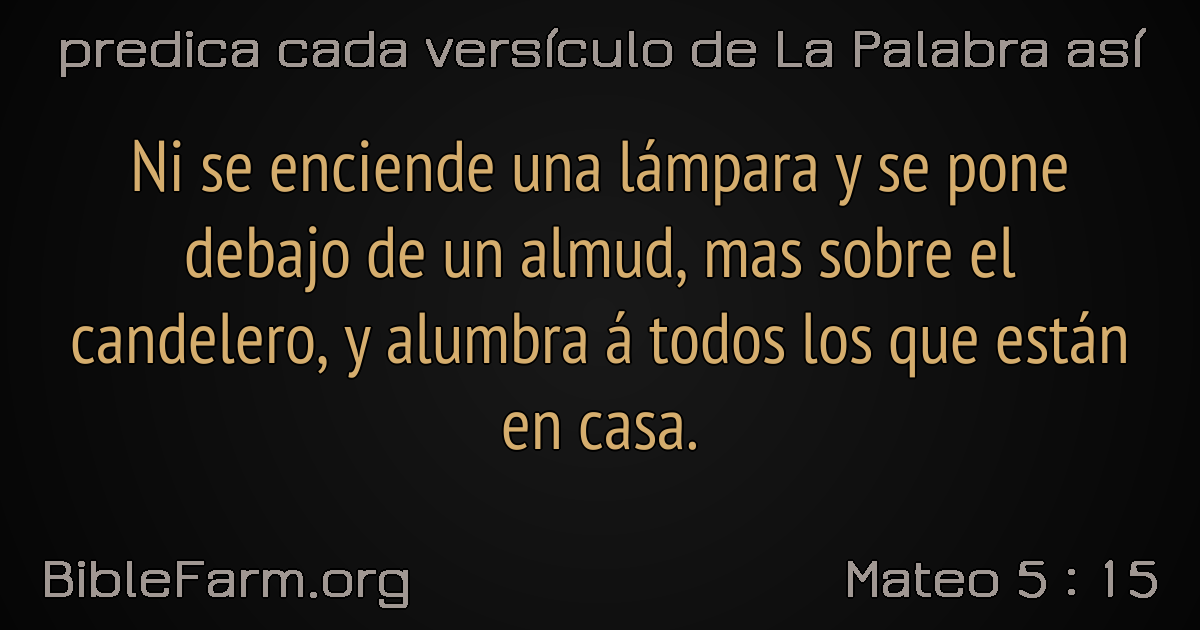 predica cada versículo de La Palabra así
Ni se enciende una lámpara y se pone
debajo de un almud, mas sobre el
candelero, y alumbra á todos los que están
en casa.
BibleFarm.org
Mateo 5 : 15